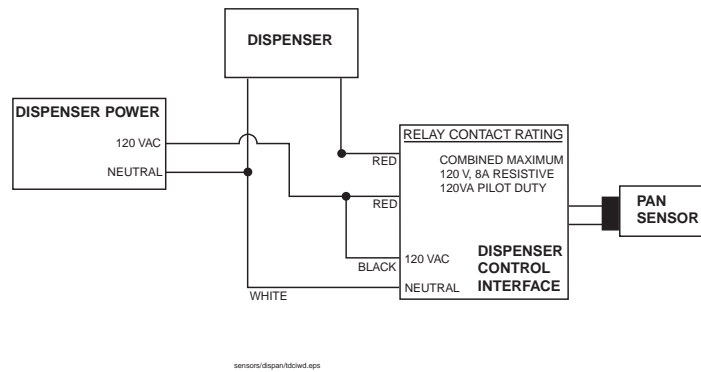 DISPENSER
DISPENSER POWER
120 VAC
NEUTRAL
RELAY CONTACT RATING
RED
COMBINED MAXIMUM
120 V, 8A RESISTIVE
120VA PILOT DUTY
RED
PAN
SENSOR
BLACK
120 VAC
DISPENSER
CONTROL
INTERFACE
NEUTRAL
WHITE
sensors/dispan/tdciwd.eps